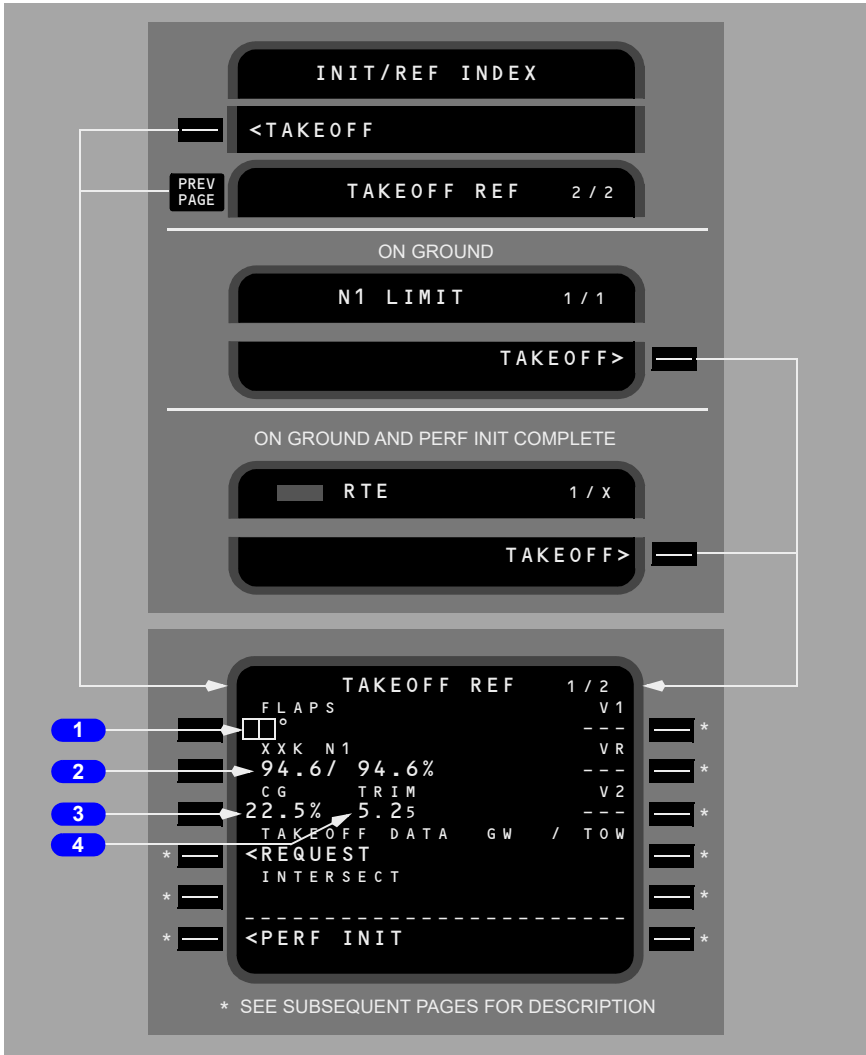 INIT/REF INDEX
<TAKEOFF
PREV
PAGE
TAKEOFF REF 2/2
ON GROUND
N1 LIMIT 1/1
TAKEOFF>
ON GROUND AND PERF INIT COMPLETE
RTE 1/X
TAKEOFF>
TAKEOFF REF 1/2
FLAPS V1
1 ° --- *
XXK N1 VR
2 94.6/ 94.6% --- *
CG TRIM V2
3 22.5% 5.25 --- *
4 TAKEOFF DATA GW / TOW
* <REQUEST *
INTERSECT
* *
------------------------
* <PERF INIT *
* SEE SUBSEQUENT PAGES FOR DESCRIPTION